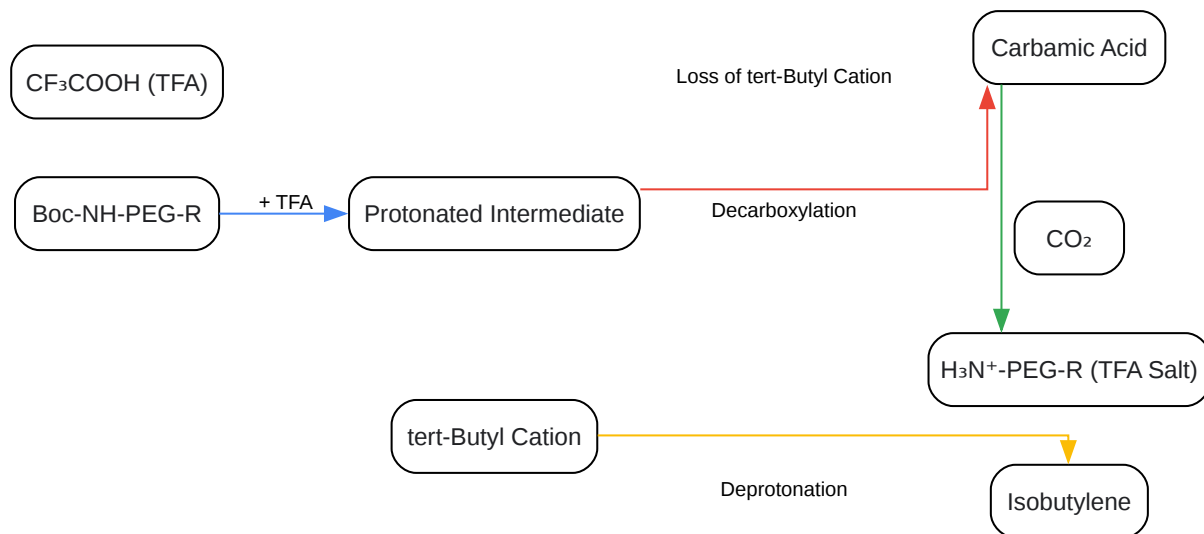 Carbamic Acid
CF₃COOH (TFA)
Loss of tert-Butyl Cation
Boc-NH-PEG-R
+ TFA
Protonated Intermediate
Decarboxylation
CO₂
H₃N⁺-PEG-R (TFA Salt)
tert-Butyl Cation
Deprotonation
Isobutylene